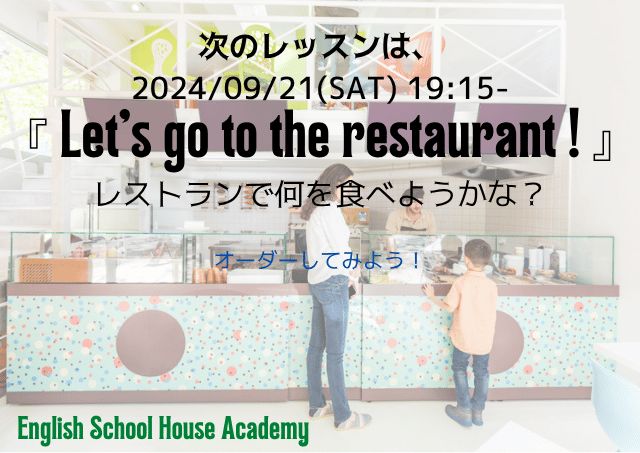 次のレッスンは、
2024/09/21(SAT) 19:15-
『 Let's go to the restaurant ! 』
レストランで何を食べようかな？
オーダーしてみよう！
English School House Academy